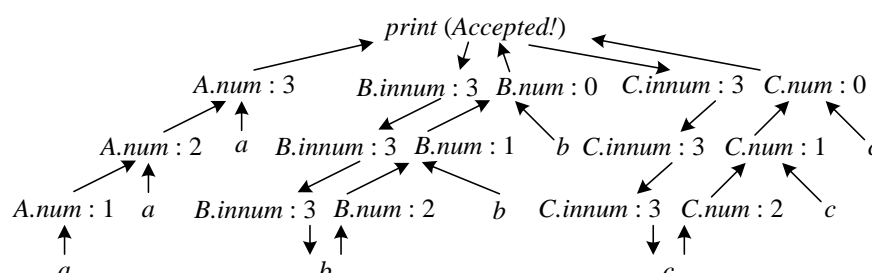 print (Accepted!)
A.num : 3 B.innum : 3 B.num : 0 C.innum : 3 C.num : 0
A.num : 2 a B.innum : 3 B.num : 1 b C.innum : 3 C.num : 1
A.num : 1 a B.innum : 3 B.num : 2 b C.innum : 3 C.num : 2 c
a b c